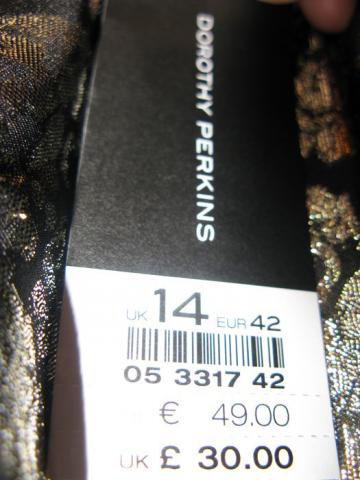 DOROTHY PERKINS
UK 14 EUR 42
05 3317 42
€ 49.00
UK £ 30.00